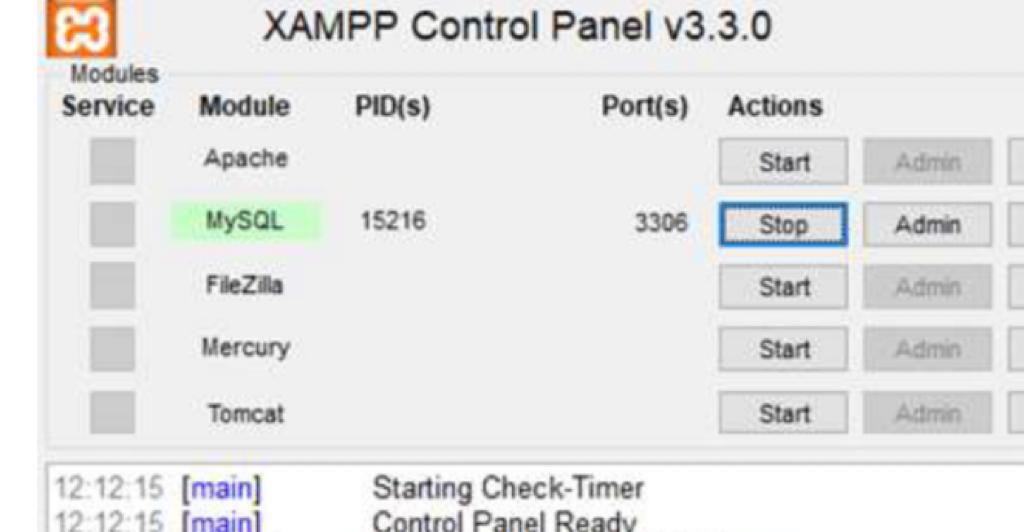 XAMPP Control Panel v3.3.0
Modules
Service Module PID(s) Port(s) Actions
Apache Start Admin
MySQL 15216 3306 Stop Admin
FileZilla Start Admin
Mercury Start Admin
Tomcat Start Admin
12:12:15 [main] Starting Check-Timer
12:12:15 [main] Control Panel Ready